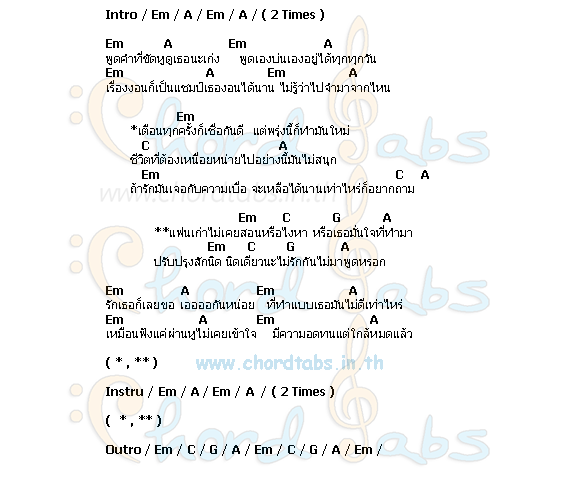 Intro / Em / A / Em / A / ( 2 Times )
Em A Em A
พูดคำที่ขัดหูดูเธอนะเก่ง พูดเองบ่นเองอยู่ได้ทุกทุกวัน
Em A Em A
เรื่องงอนก็เป็นแชมป์เธองอนได้นาน ไม่รู้ว่าไปจำมาจากไหน
Em
*เตือนทุกครั้งก็เชื่อกันดี แต่พรุ่งนี้ก็ทำมันใหม่
C A
ชีวิตที่ต้องเหนื่อยหน่ายไปอย่างนี้มันไม่สนุก
Em C A
ถ้ารักมันเจอกับความเบื่อ จะเหลือได้นานเท่าไหร่ก็อยากถาม
www.chordtabs.in.th
Em C G A
**แฟนเก่าไม่เคยสอนหรือไงหา หรือเธอมั่นใจที่ทำมา
Em C G A
ปรับปรุงสักนิด นิดเดียวนะไม่รักกันไม่มาพูดหรอก
Em A Em A
รักเธอก็เลยขอ เอออกันหน่อย ที่ทำแบบเธอมันไม่ดีเท่าไหร่
Em A Em A
เหมือนฟังแค่ผ่านหูไม่เคยเข้าใจ มีความอดทนแต่ใกล้หมดแล้ว
( * , ** )
www.chordtabs.in.th
Instru / Em / A / Em / A / ( 2 Times )
( * , ** )
Outro / Em / C / G / A / Em / C / G / A / Em /